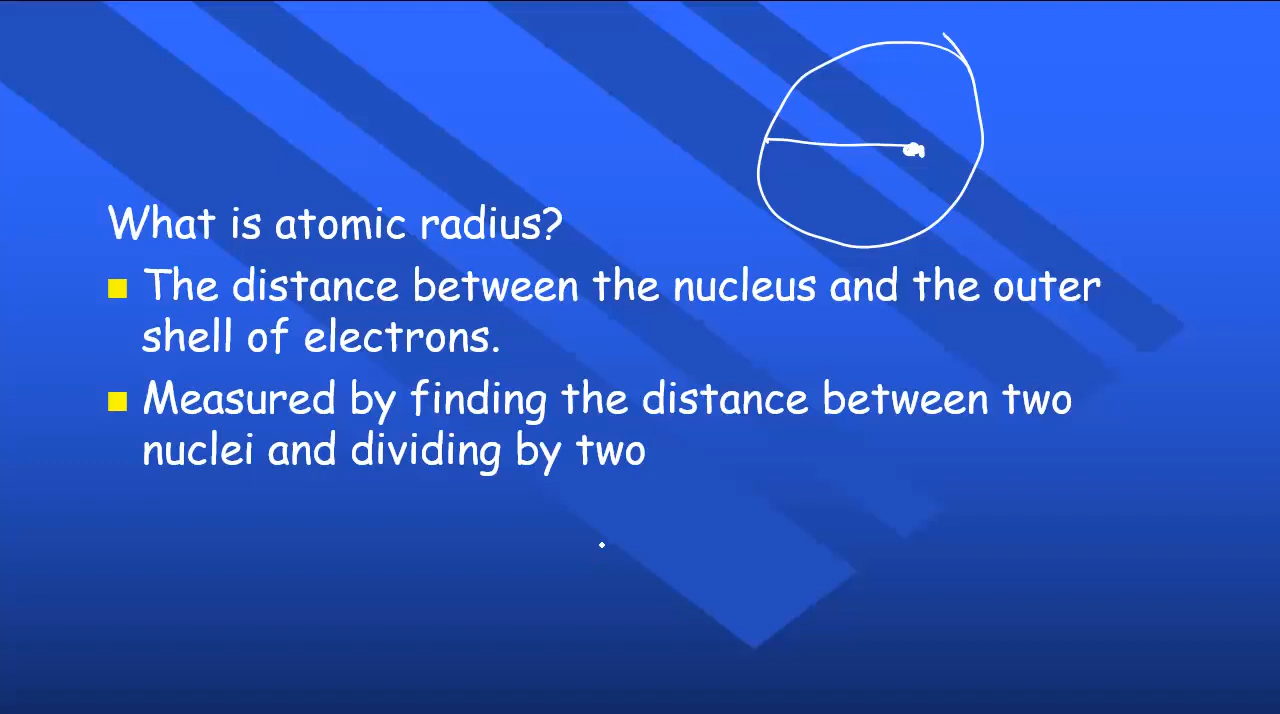 What is atomic radius?
The distance between the nucleus and the outer
shell of electrons.
Measured by finding the distance between two
nuclei and dividing by two